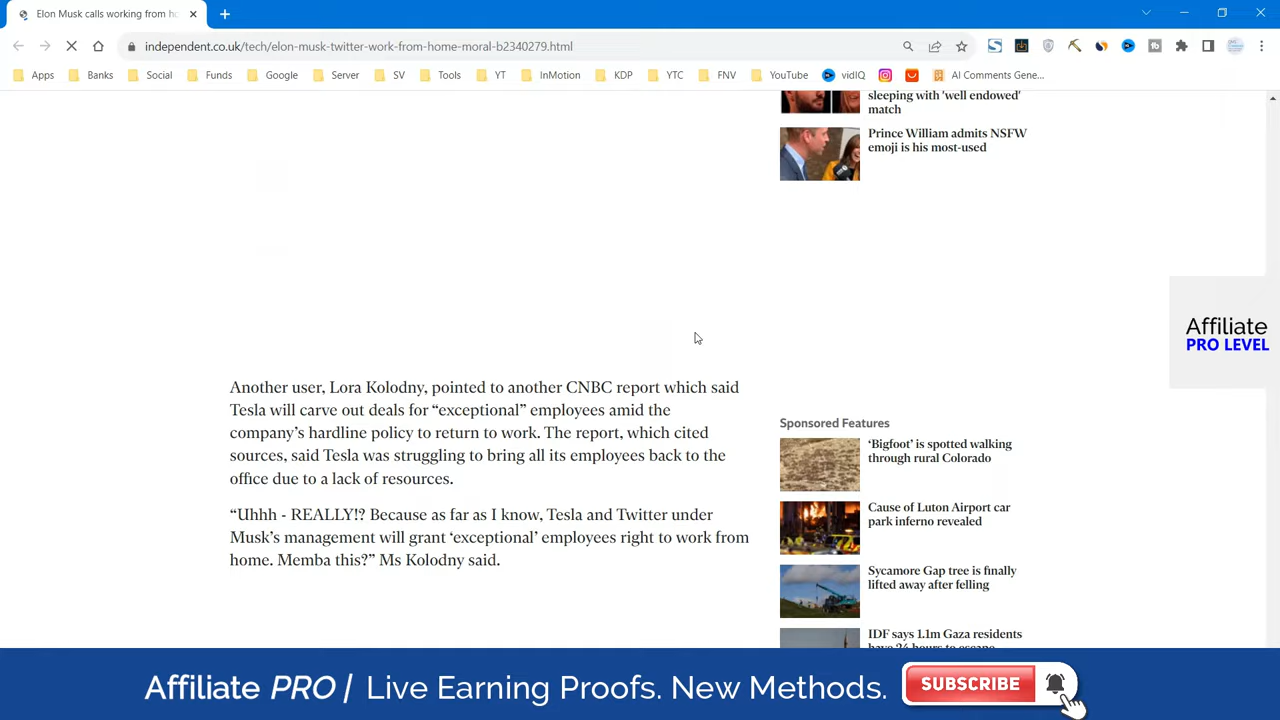 Elon Musk calls working from ho
independent.co.uk/tech/elon-musk-twitter-work-from-home-moral-b2340279.html
Apps
Banks
Social
Funds
Google
Server
SV
Tools
YT
InMotion
KDP
YTC
FNV
YouTube
vidIQ
AI Comments Gene...
sleeping with 'well endowed'
match
Prince William admits NSFW
emoji is his most-used
Affiliate
PRO LEVEL
Another user, Lora Kolodny, pointed to another CNBC report which said
Tesla will carve out deals for “exceptional” employees amid the
company’s hardline policy to return to work. The report, which cited
sources, said Tesla was struggling to bring all its employees back to the
office due to a lack of resources.
“Uhhh - REALLY!? Because as far as I know, Tesla and Twitter under
Musk’s management will grant ‘exceptional’ employees right to work from
home. Memba this?” Ms Kolodny said.
Sponsored Features
‘Bigfoot’ is spotted walking
through rural Colorado
Cause of Luton Airport car
park inferno revealed
Sycamore Gap tree is finally
lifted away after felling
IDF says 1.1m Gaza residents
have 24 hours to escape
Affiliate PRO | Live Earning Proofs. New Methods.
SUBSCRIBE